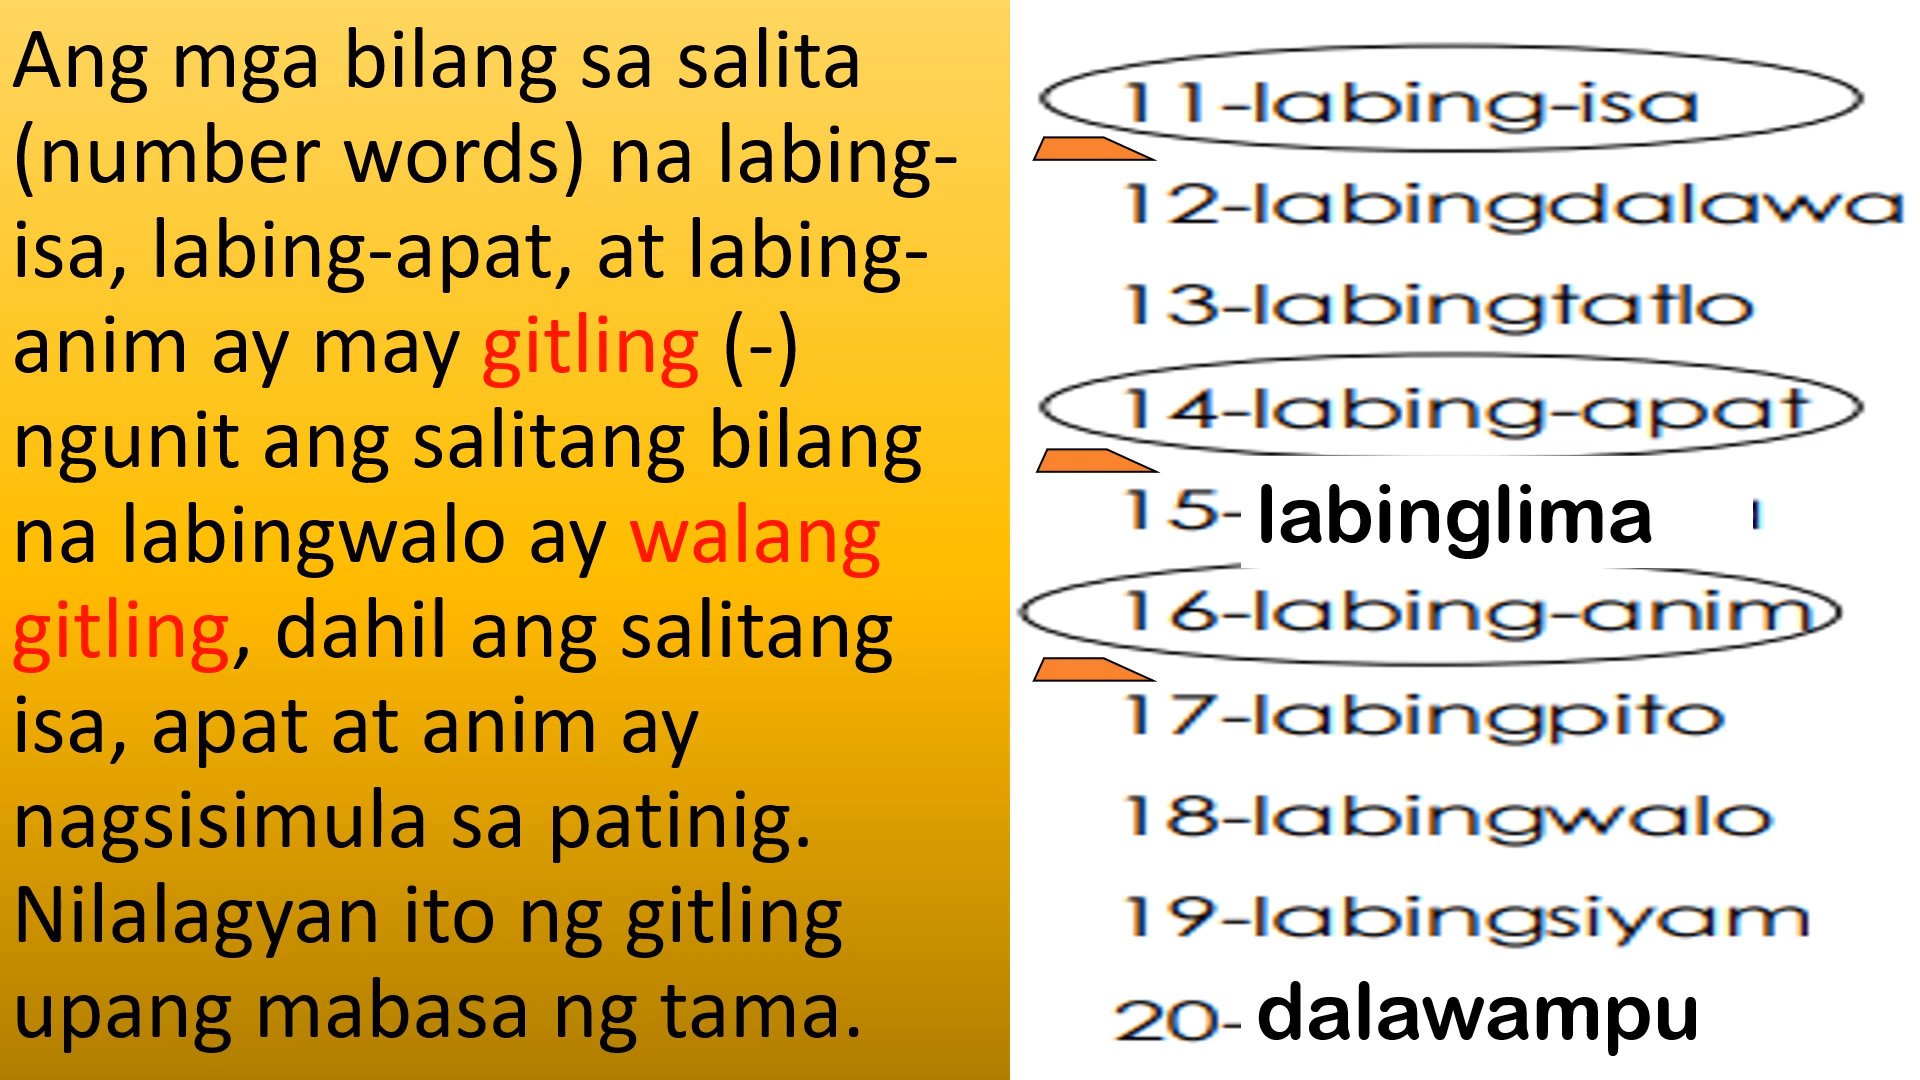 Ang mga bilang sa salita
(number words) na labing-
isa, labing-apat, at labing-
anim ay may gitling (-)
ngunit ang salitang bilang
na labingwalo ay walang
gitling, dahil ang salitang
isa, apat at anim ay
nagsisimula sa patinig.
Nilalagyan ito ng gitling
upang mabasa ng tama.
11-labing-isa
12-labingdalawa
13-labingtatlo
14-labing-apat
15- labinglima
16-labing-anim
17-labingpito
18-labingwalo
19-labingsiyam
20- dalawampu